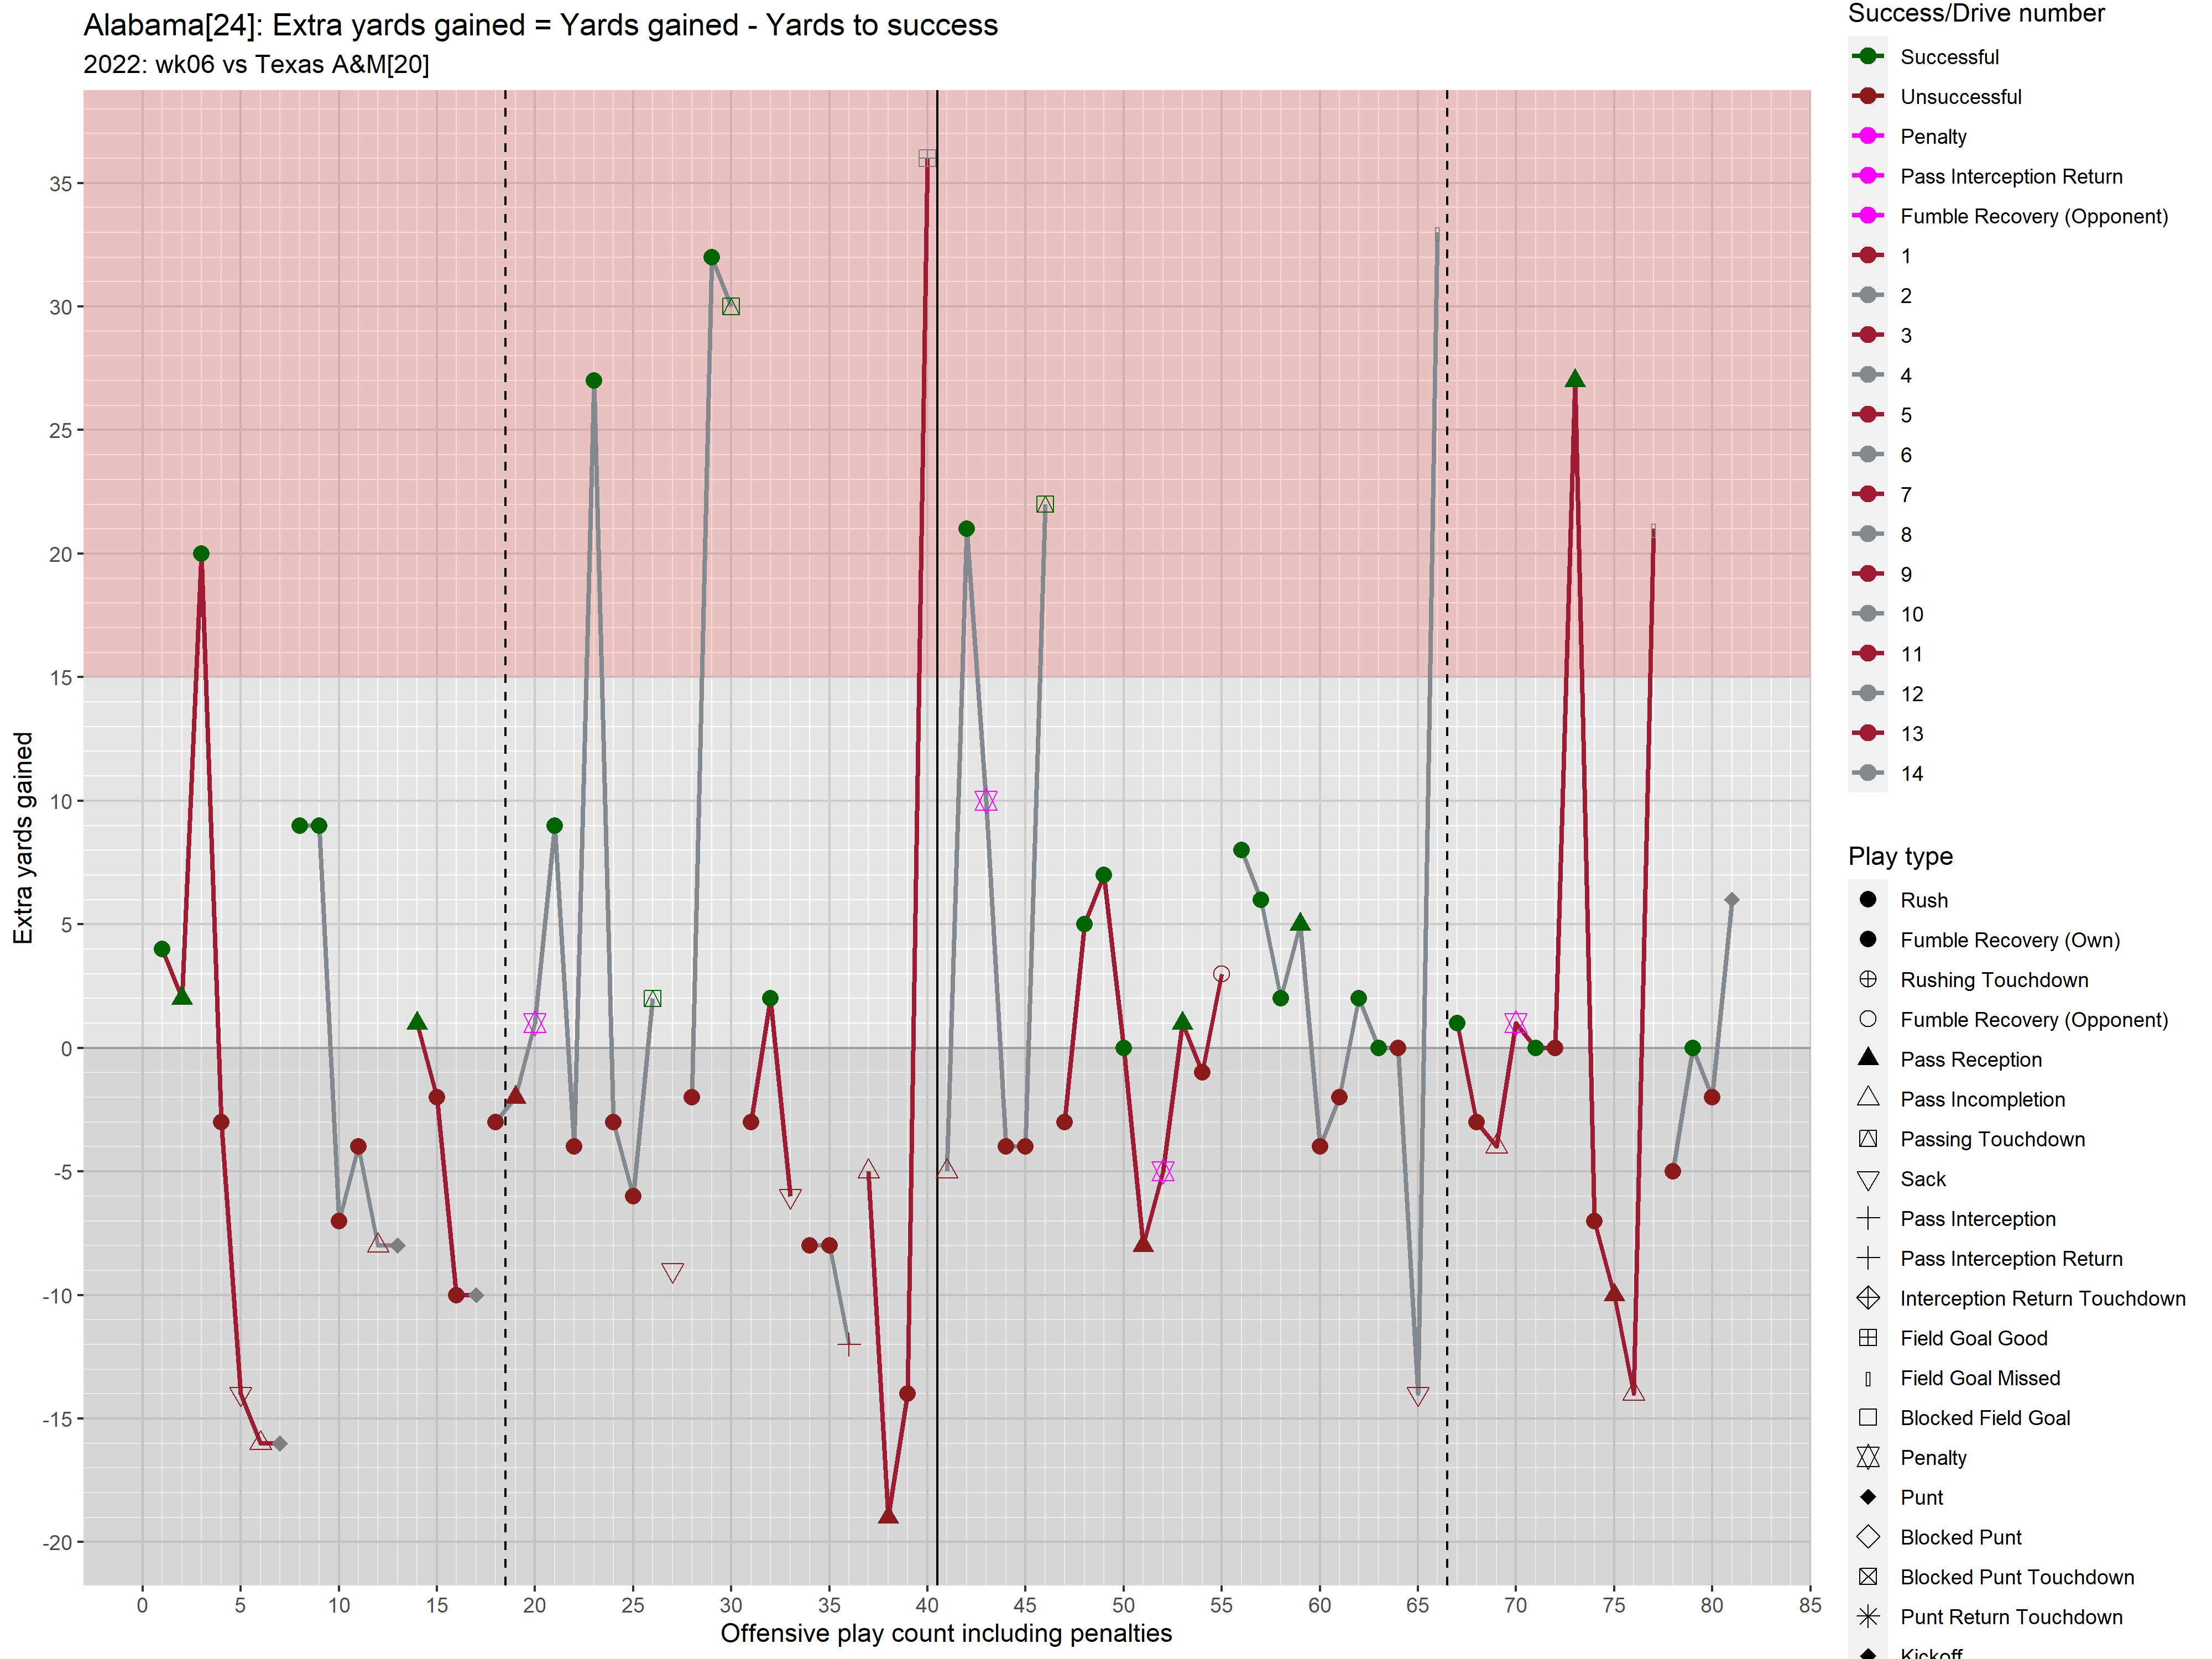 Alabama[24]: Extra yards gained = Yards gained - Yards to success
2022: wk06 vs Texas A&M[20]
Extra yards gained
35
30
25
20
15
10
5
0
-5
-10
-15
-20
0 5 10 15 20 25 30 35 40 45 50 55 60 65 70 75 80 85
Offensive play count including penalties
Success/Drive number
Successful
Unsuccessful
Penalty
Pass Interception Return
Fumble Recovery (Opponent)
1
2
3
4
5
6
7
8
9
10
11
12
13
14
Play type
Rush
Fumble Recovery (Own)
Rushing Touchdown
Fumble Recovery (Opponent)
Pass Reception
Pass Incompletion
Passing Touchdown
Sack
Pass Interception
Pass Interception Return
Interception Return Touchdown
Field Goal Good
Field Goal Missed
Blocked Field Goal
Penalty
Punt
Blocked Punt
Blocked Punt Touchdown
Punt Return Touchdown
Kickoff